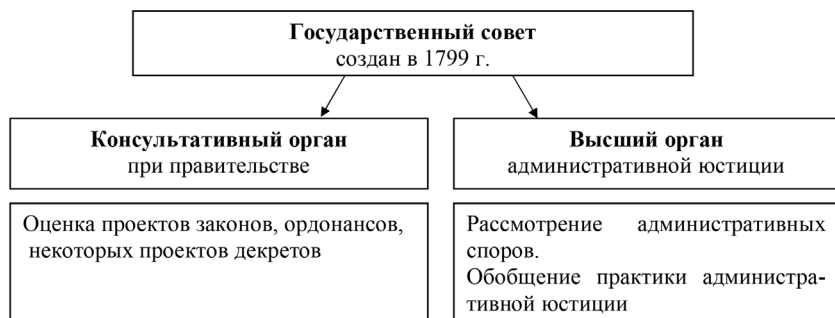 Государственный совет
создан в 1799 г.
Консультативный орган
при правительстве
Высший орган
административной юстиции
Оценка проектов законов, ордонансов,
некоторых проектов декретов
Рассмотрение административных
споров.
Обобщение практики администра-
тивной юстиции